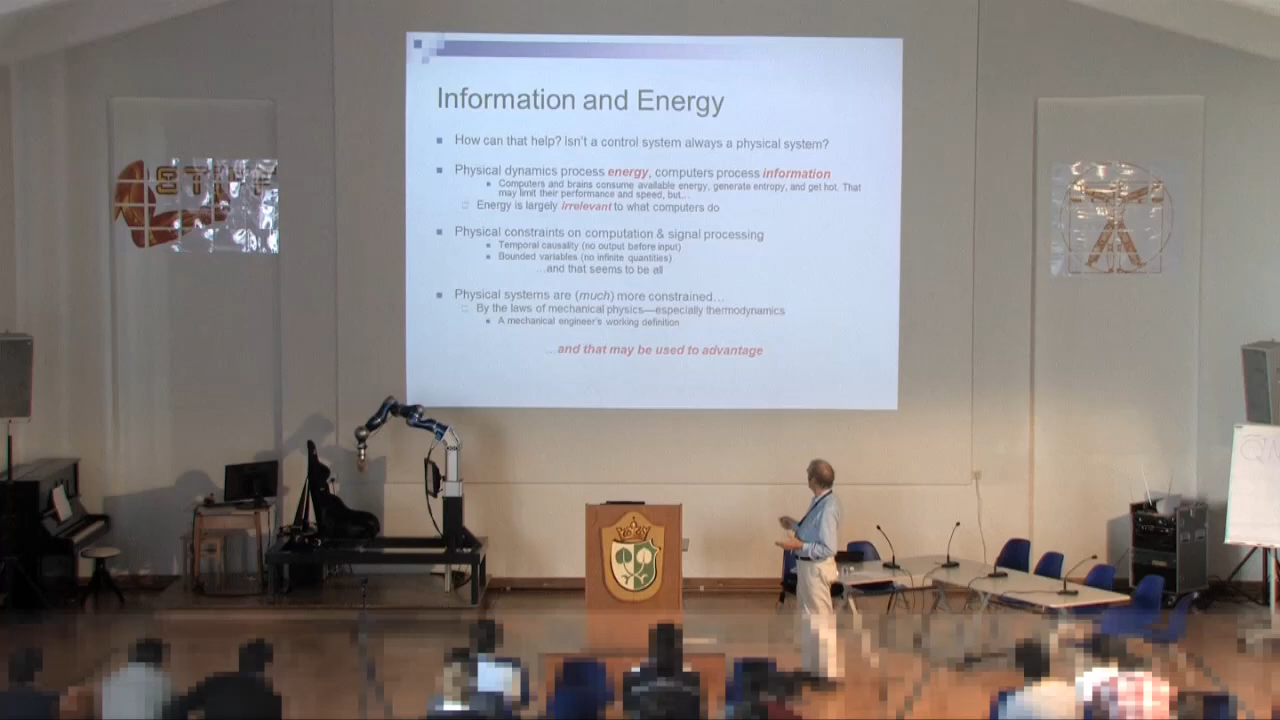 Information and Energy
How can that help? Isn't a control system always a physical system?
Physical dynamics process energy, computers process information
Computers and brains consume available energy, generate entropy, and get hot. That
may limit their performance and speed, but...
Energy is largely irrelevant to what computers do
Physical constraints on computation & signal processing
Temporal causality (no output before input)
Bounded variables (no infinite quantities)
...and that seems to be all
Physical systems are (much) more constrained...
By the laws of mechanical physics—especially thermodynamics
A mechanical engineer's working definition
...and that may be used to advantage